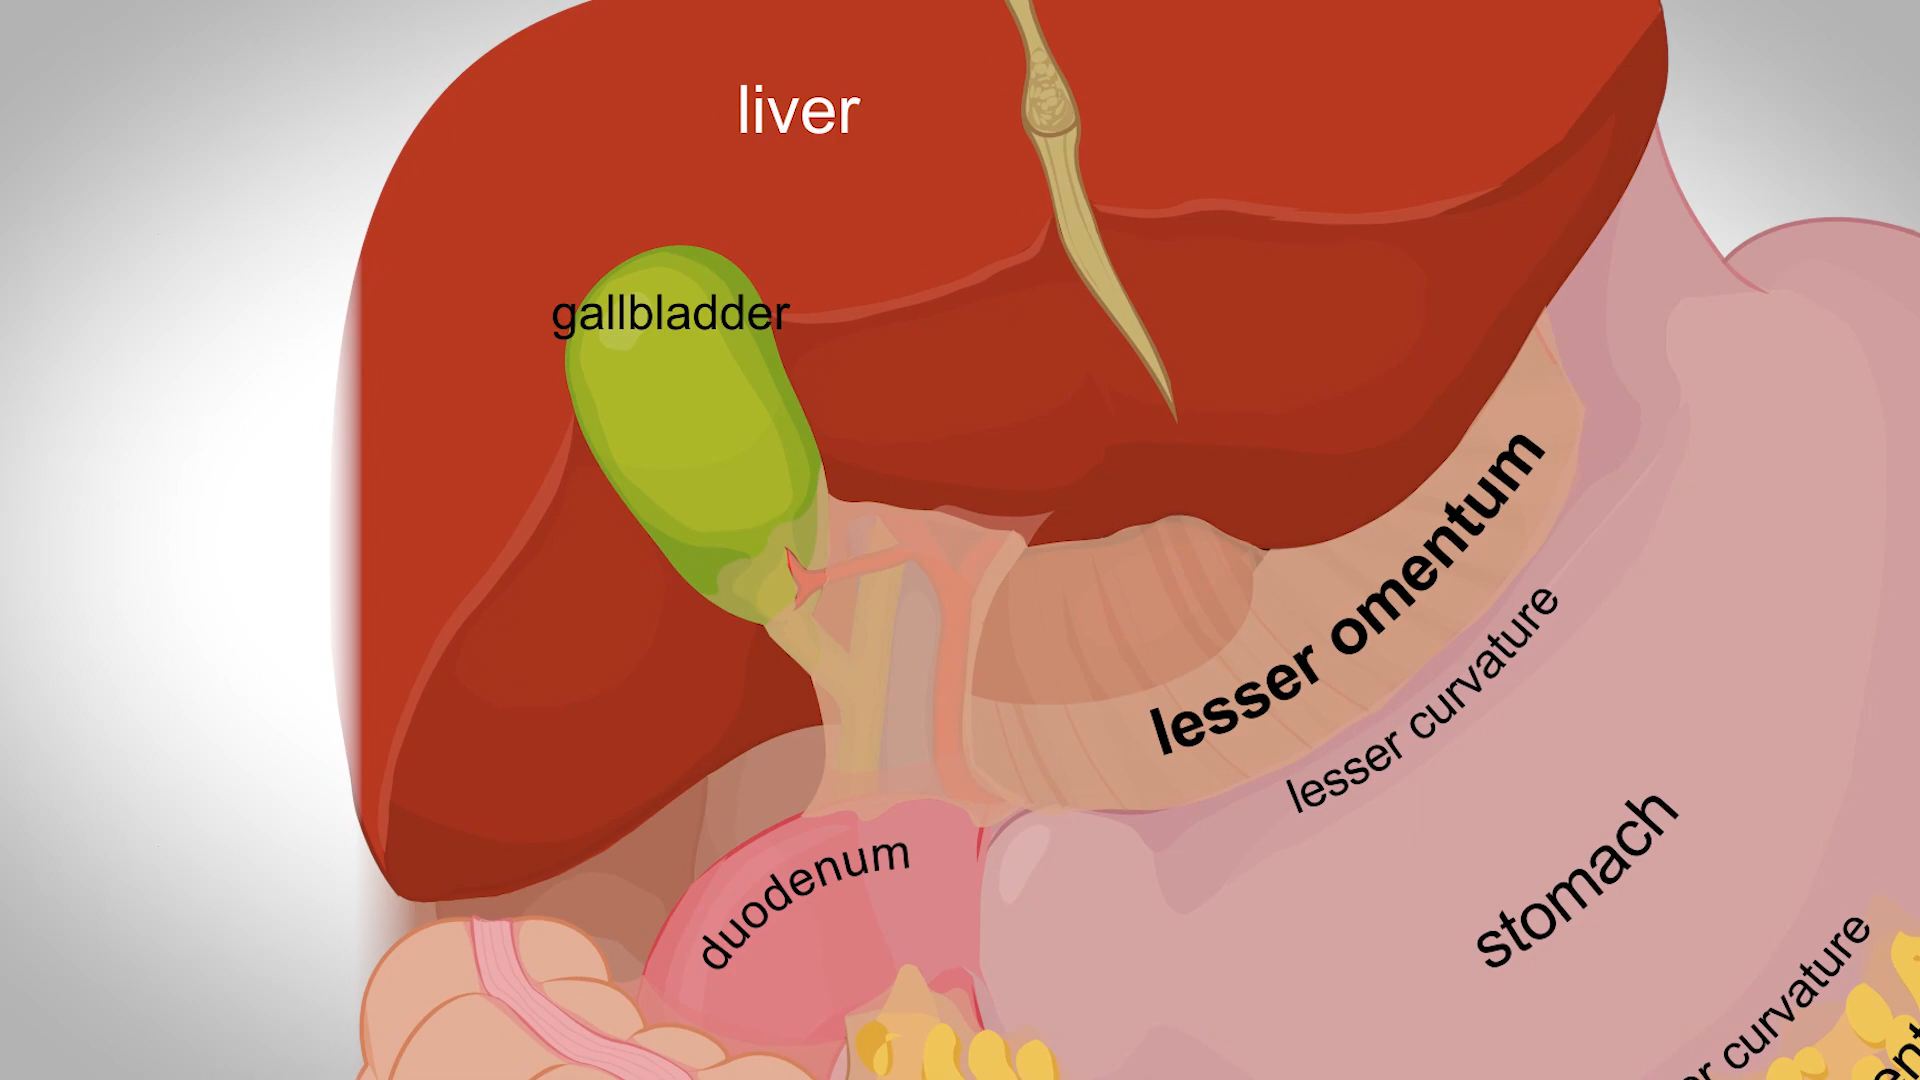 liver
gallbladder
lesser omentum
lesser curvature
duodenum
stomach
curvature